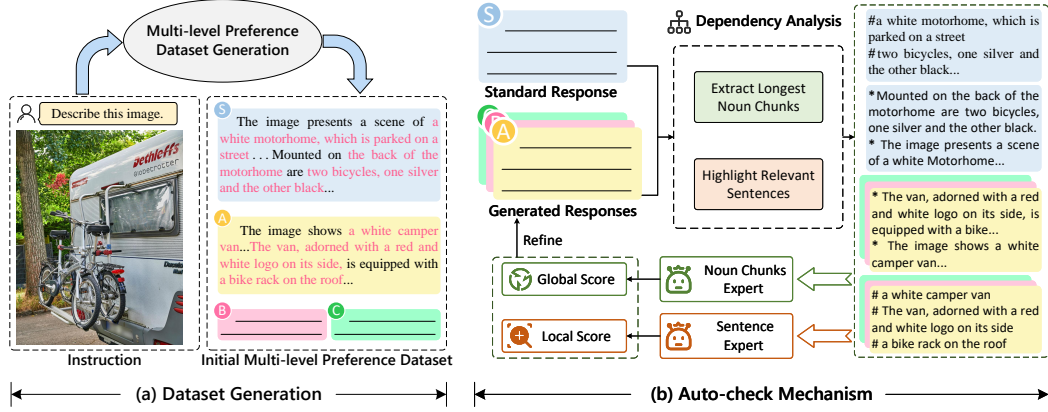 Multi-level Preference
Dataset Generation
Describe this image.
Dethleffs
Globetrotter
Instruction
S
The image presents a scene of a
white motorhome, which is parked on a
street . . . Mounted on the back of the
motorhome are two bicycles, one silver
and the other black...
A
The image shows a white camper
van...The van, adorned with a red and
white logo on its side, is equipped with
a bike rack on the roof...
B
C
Initial Multi-level Preference Dataset
(a) Dataset Generation
S
Standard Response
C
B
A
Generated Responses
Refine
Dependency Analysis
Extract Longest
Noun Chunks
Highlight Relevant
Sentences
#a white motorhome, which is
parked on a street
#two bicycles, one silver and
the other black...
*Mounted on the back of the
motorhome are two bicycles,
one silver and the other black.
* The image presents a scene
of a white Motorhome...
* The van, adorned with a red
and white logo on its side, is
equipped with a bike...
* The image shows a white
camper van...
# a white camper van
# The van, adorned with a red
and white logo on its side
# a bike rack on the roof
Global Score
Noun Chunks
Expert
Local Score
Sentence
Expert
(b) Auto-check Mechanism